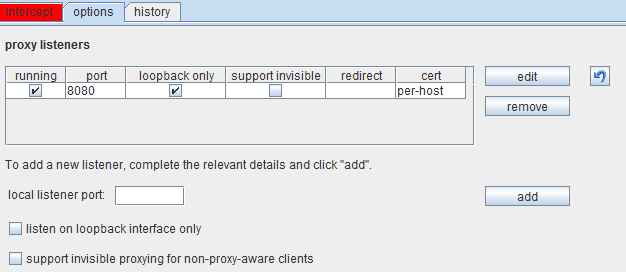 intercept options history
proxy listeners
running port loopback only support invisible redirect cert edit
8080 per-host
remove
To add a new listener, complete the relevant details and click "add".
local listener port: add
listen on loopback interface only
support invisible proxying for non-proxy-aware clients